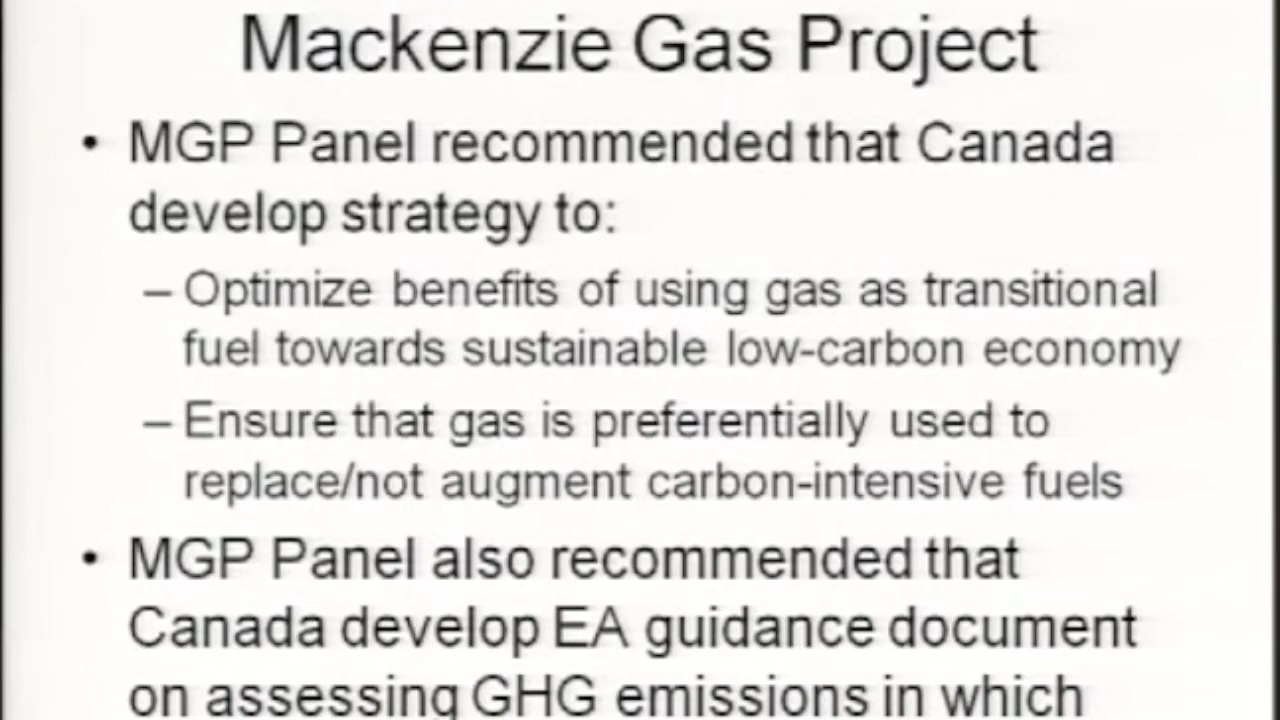 Mackenzie Gas Project
• MGP Panel recommended that Canada
develop strategy to:
– Optimize benefits of using gas as transitional
fuel towards sustainable low-carbon economy
– Ensure that gas is preferentially used to
replace/not augment carbon-intensive fuels
• MGP Panel also recommended that
Canada develop EA guidance document
on assessing GHG emissions in which